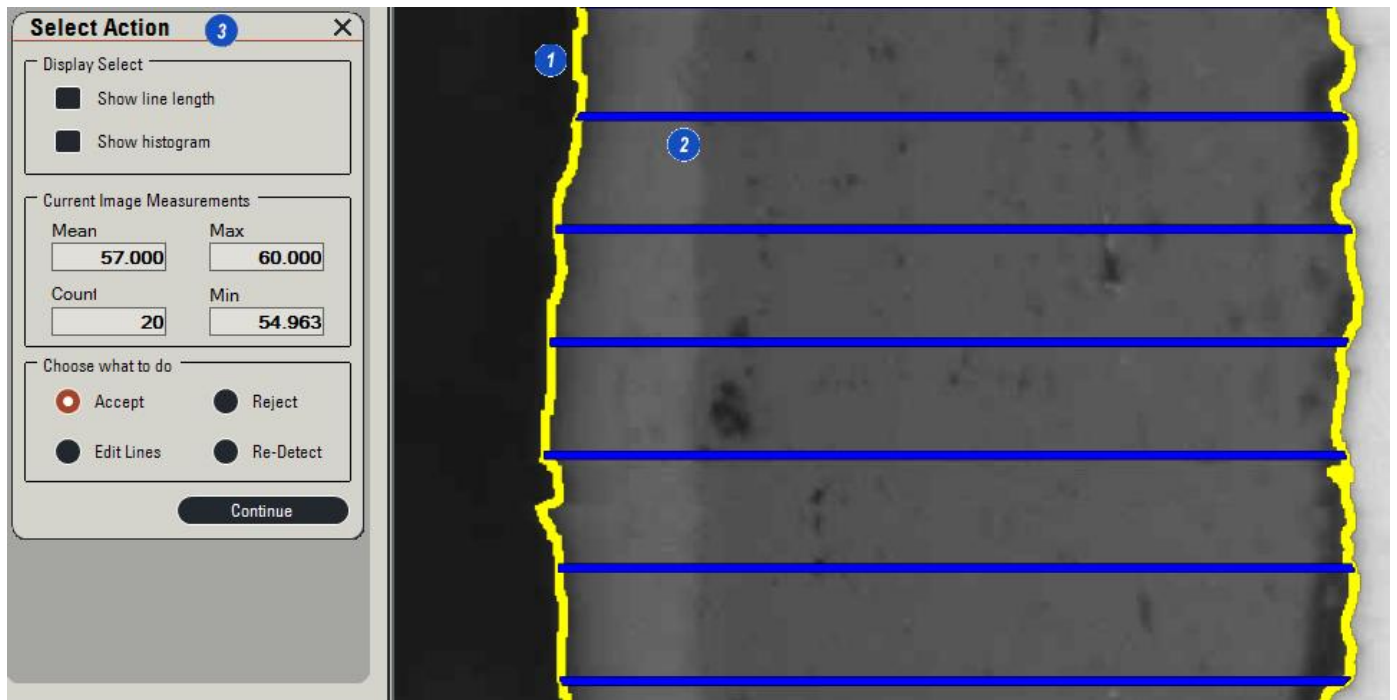 Select Action 3
Display Select
Show line length
Show histogram
Current Image Measurements
Mean Max
57.000 60.000
Count Min
20 54.963
Choose what to do
Accept Reject
Edit Lines Re-Detect
Continue
1
2